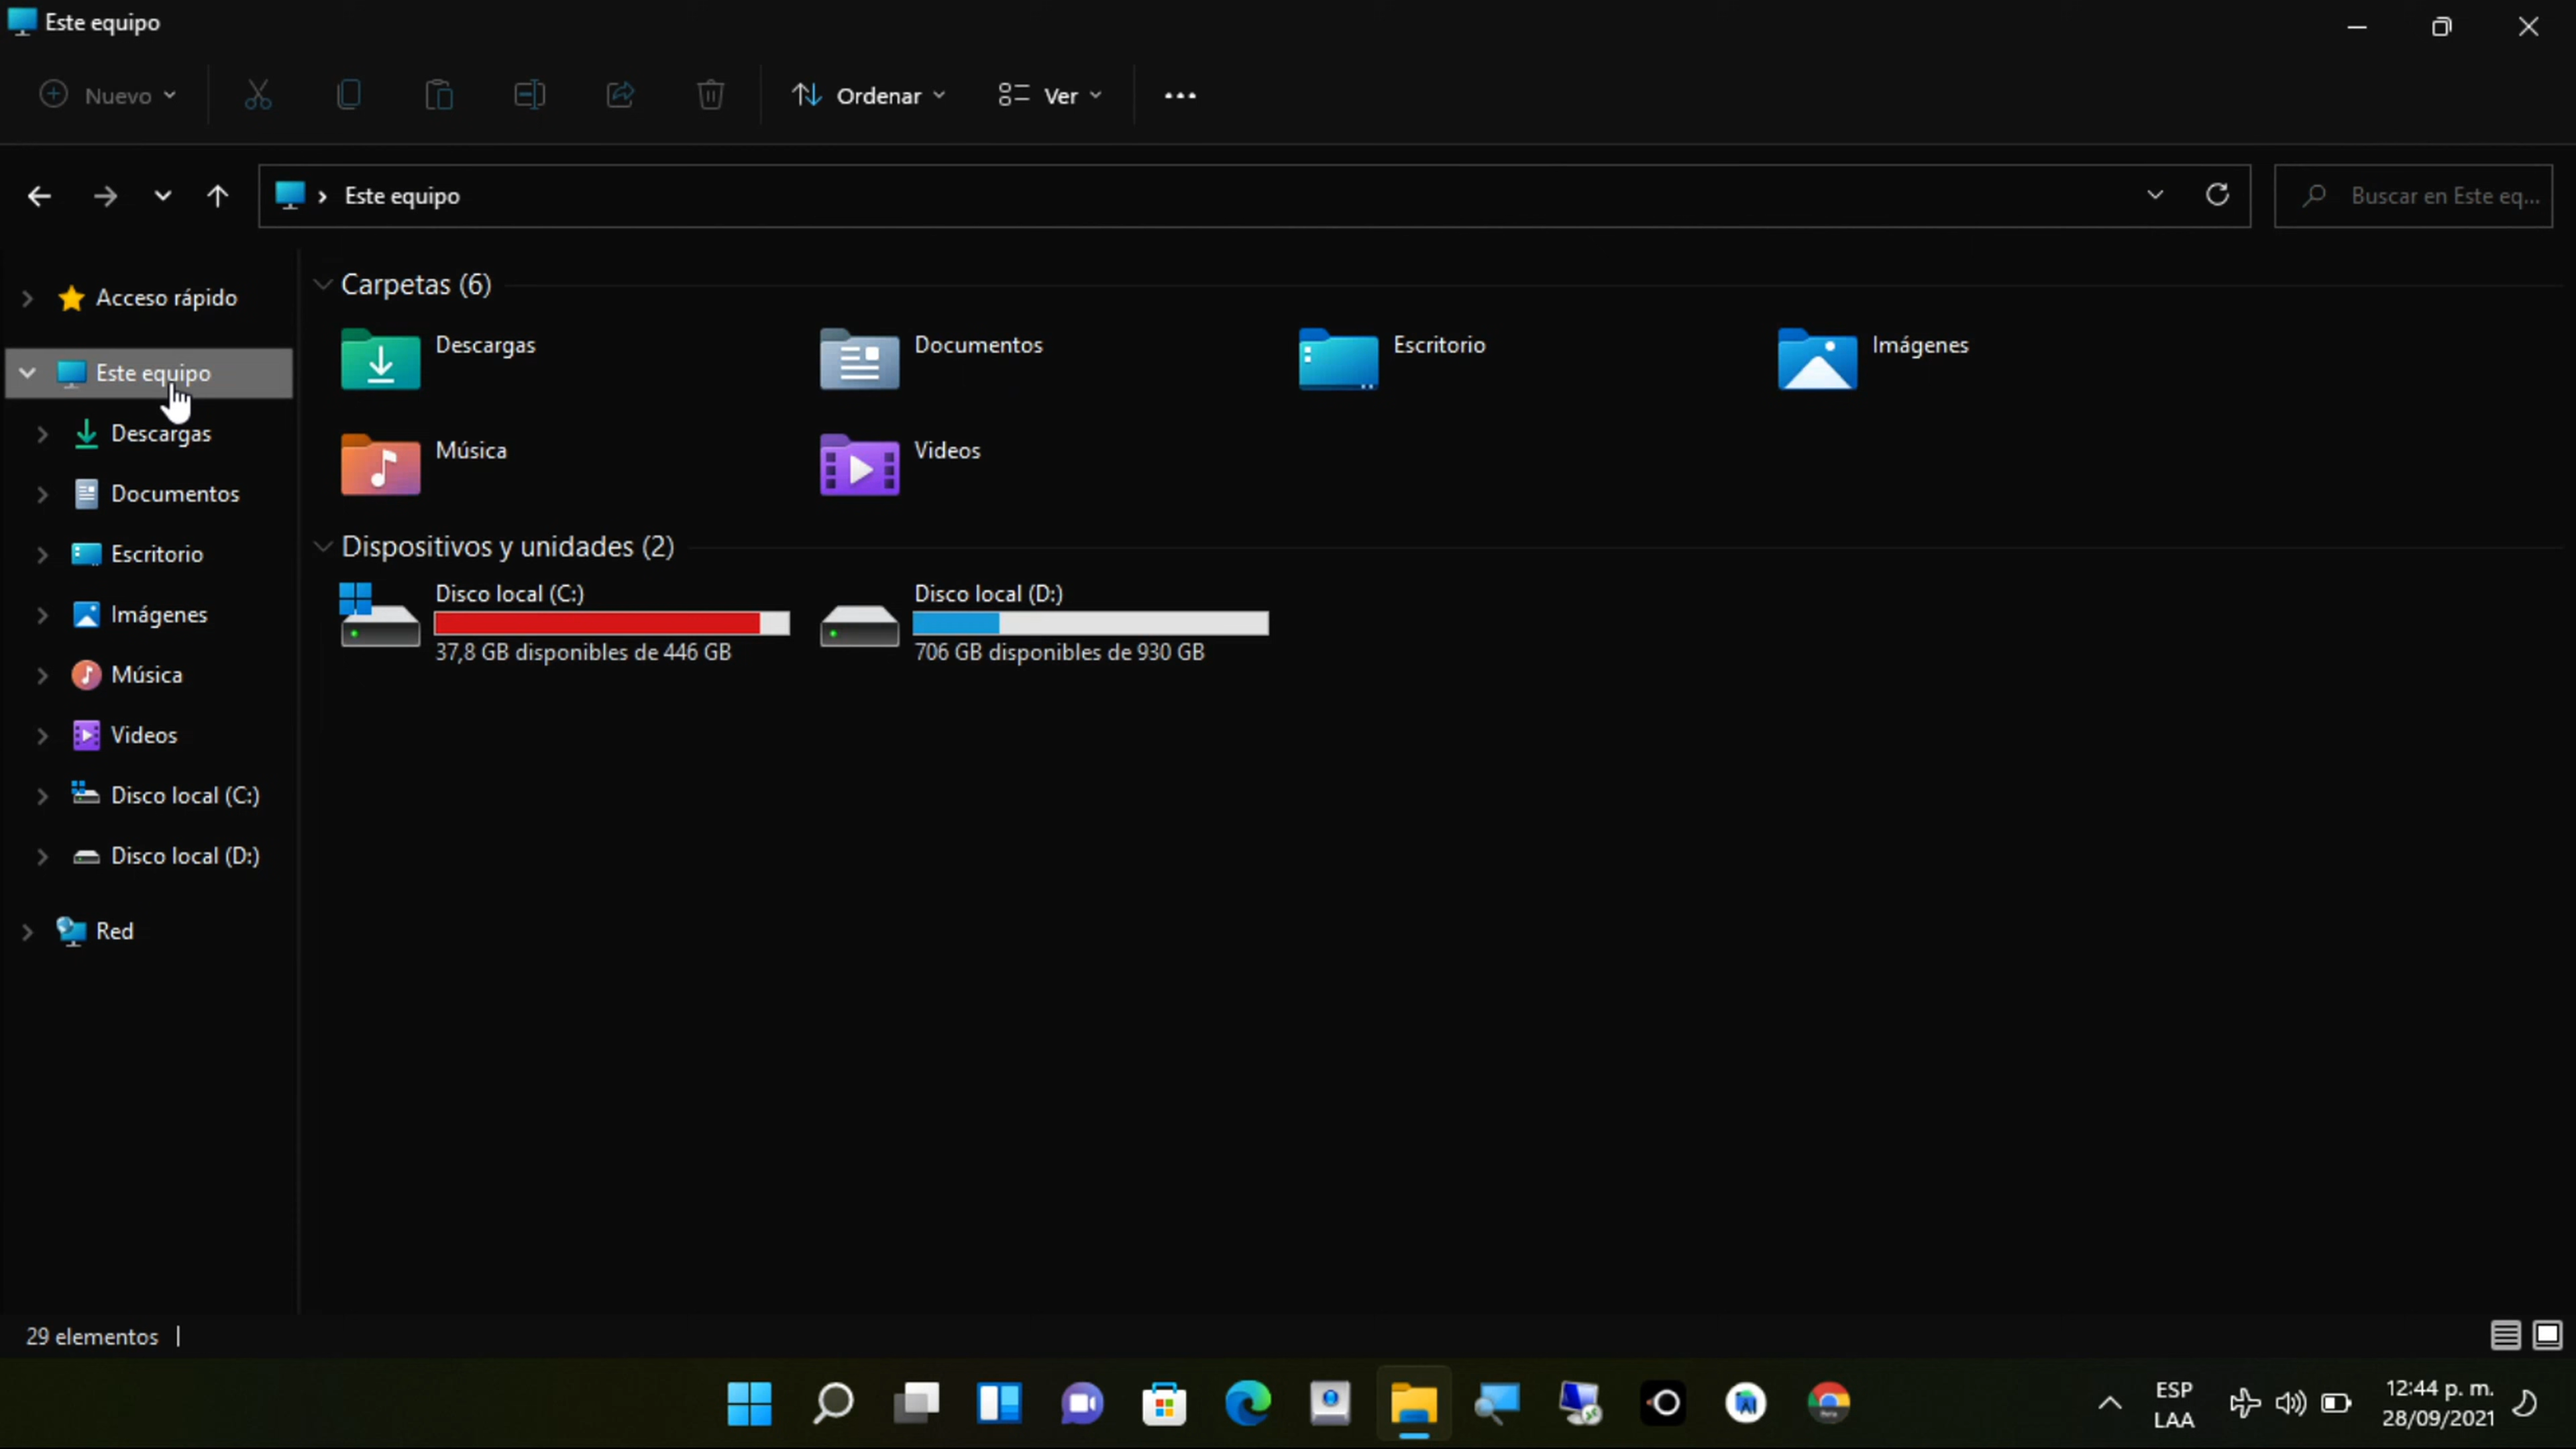 Este equipo
Nuevo
Ordenar
Ver
Este equipo
Buscar en Este eq...
Acceso rápido
Este equipo
Descargas
Documentos
Escritorio
Imágenes
Música
Videos
Disco local (C:)
Disco local (D:)
Red
Carpetas (6)
Descargas
Documentos
Escritorio
Imágenes
Música
Videos
Dispositivos y unidades (2)
Disco local (C:)
37,8 GB disponibles de 446 GB
Disco local (D:)
706 GB disponibles de 930 GB
29 elementos
ESP
LAA
12:44 p. m.
28/09/2021